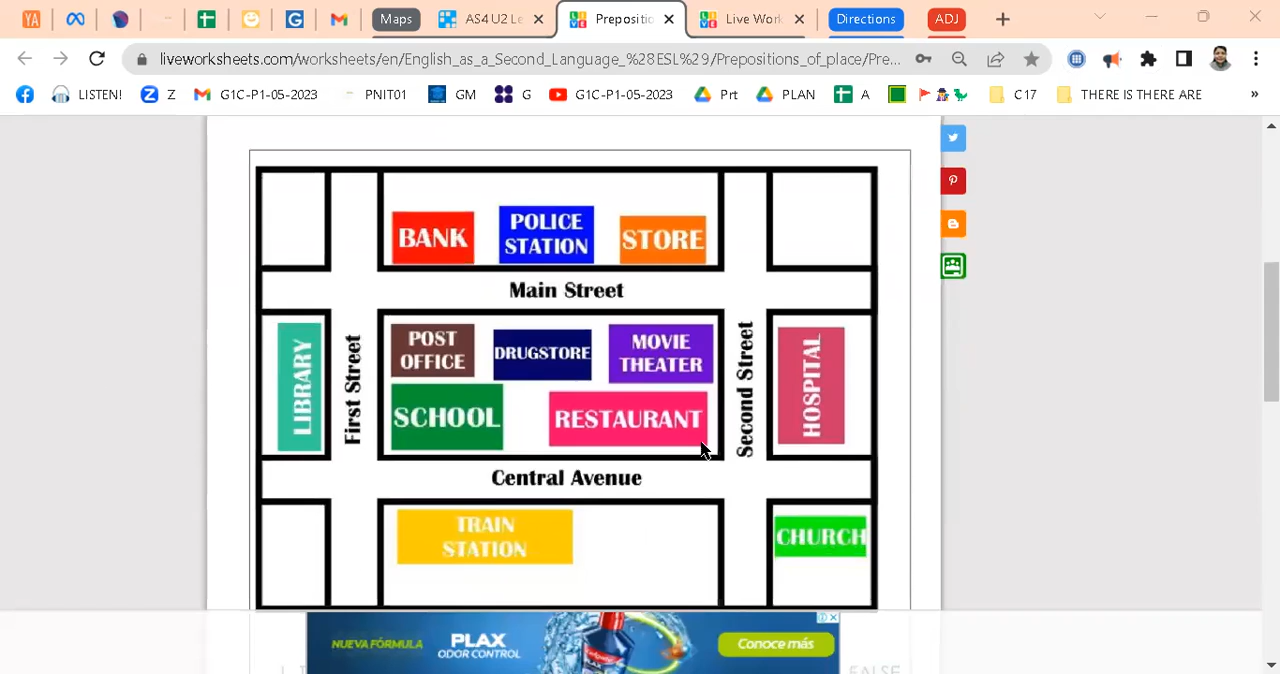 Maps
AS4 U2 Le
Prepositio
Live Work
Directions
ADJ
liveworksheets.com/worksheets/en/English_as_a_Second_Language_%28ESL%29/Prepositions_of_place/Pre...
LISTEN!
Z
G1C-P1-05-2023
PNIT01
GM
G
G1C-P1-05-2023
Prt
PLAN
A
C17
THERE IS THERE ARE
»
BANK
POLICE
STATION
STORE
Main Street
LIBRARY
First Street
POST
OFFICE
DRUGSTORE
MOVIE
THEATER
SCHOOL
RESTAURANT
Second Street
HOSPITAL
Central Avenue
TRAIN
STATION
CHURCH
NUEVA FÓRMULA
PLAX
ODOR CONTROL
Conoce más
FALSE